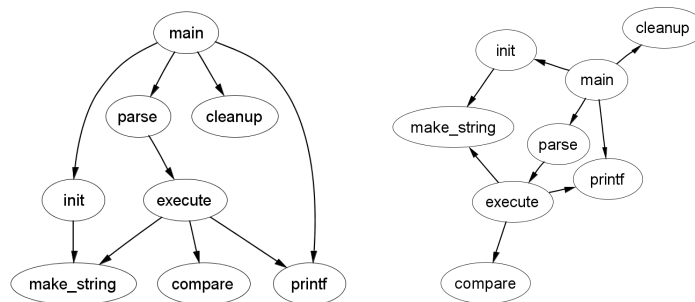 main
parse
cleanup
init
execute
make_string
compare
printf
cleanup
init
main
make_string
parse
printf
execute
compare